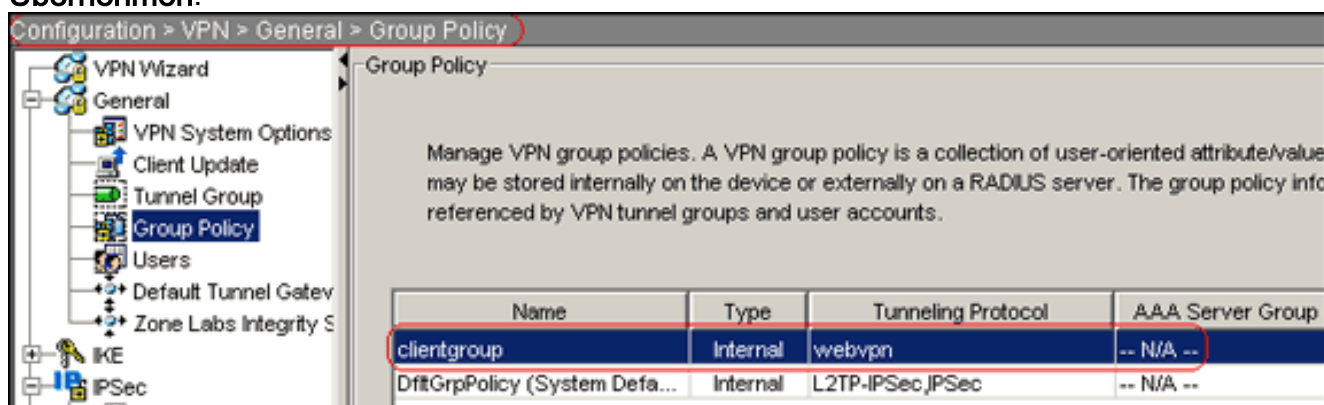 Übernehmen.
Configuration > VPN > General > Group Policy
VPN Wizard
General
VPN System Options
Client Update
Tunnel Group
Group Policy
Users
Default Tunnel Gatev
Zone Labs Integrity S
IKE
IPSec
Group Policy
Manage VPN group policies. A VPN group policy is a collection of user-oriented attribute/value
may be stored internally on the device or externally on a RADIUS server. The group policy info
referenced by VPN tunnel groups and user accounts.
Name Type Tunneling Protocol AAA Server Group
clientgroup Internal webvpn -- N/A --
DfltGrpPolicy (System Defa... Internal L2TP-IPSec,IPSec -- N/A --